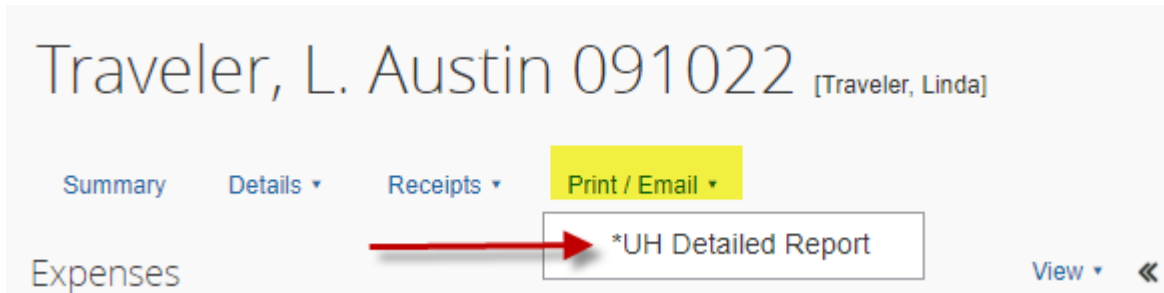 Traveler, L. Austin 091022 [Traveler, Linda]
Summary Details Receipts Print / Email
*UH Detailed Report
Expenses View